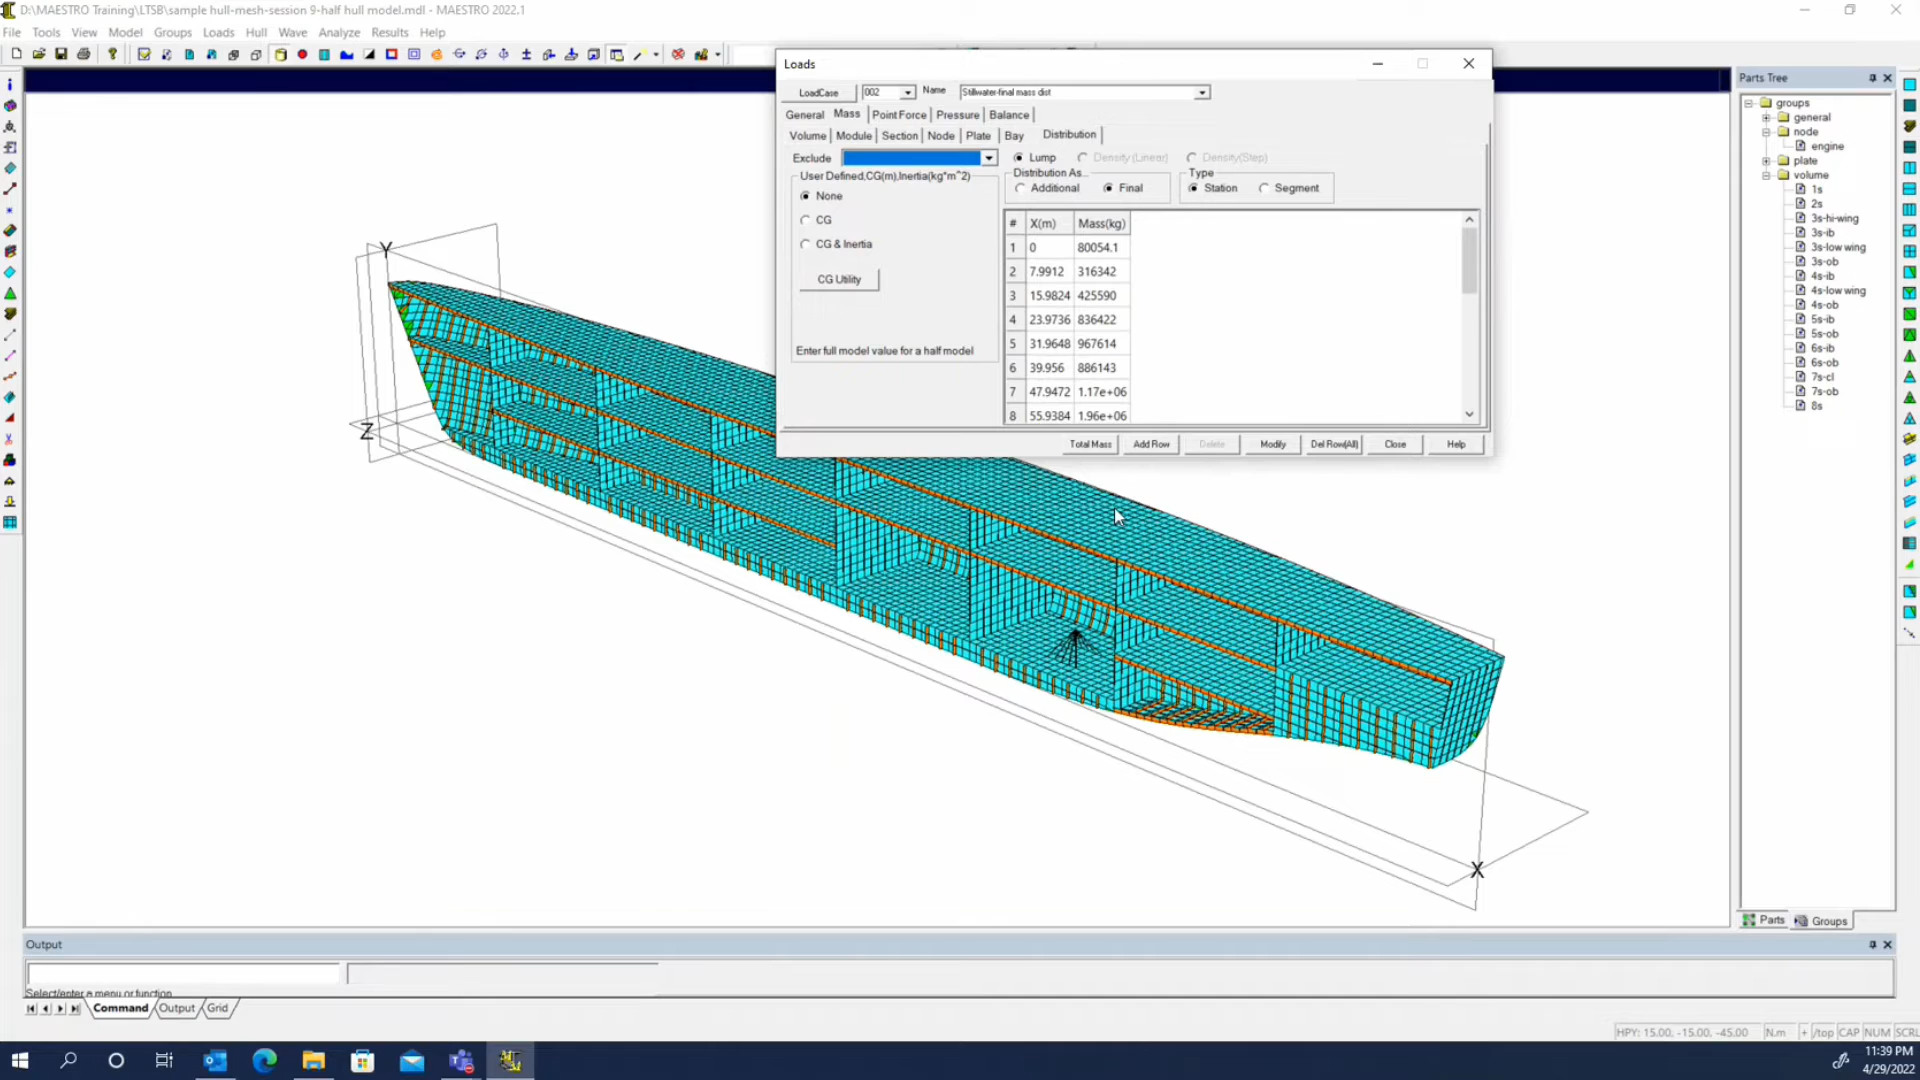 D:\MAESTRO Training\LTSB\sample hull-mesh-session 9-half hull model.mdl - MAESTRO 2022.1
File Tools View Model Groups Loads Hull Wave Analyze Results Help
Loads
LoadCase 002 Name Stillwater-final mass dist
General Mass Point Force Pressure Balance
Volume Module Section Node Plate Bay Distribution
Exclude Lump Density (Linear) Density(Step)
User Defined,CG(m),Inertia(kg*m^2)
None
CG
CG & Inertia
CG Utility
Enter full model value for a half model
Distribution As...
Additional Final
Type
Station Segment
# X(m) Mass(kg)
1 0 80054.1
2 7.9912 316342
3 15.9824 425590
4 23.9736 836422
5 31.9648 967614
6 39.956 886143
7 47.9472 1.17e+06
8 55.9384 1.96e+06
Total Mass Add Row Delete Modify Del Row(All) Close Help
Y
Z
X
Parts Tree
groups
general
node
engine
plate
volume
1s
2s
3s-hi-wing
3s-ib
3s-low wing
3s-ob
4s-ib
4s-low wing
4s-ob
5s-ib
5s-ob
6s-ib
6s-ob
7s-cl
7s-ob
8s
Parts Groups
Output
Select/enter a menu or function
Command Output Grid
HPY: 15.00, -15.00, -45.00 N.m + /top CAP NUM SCRL
11:39 PM
4/29/2022